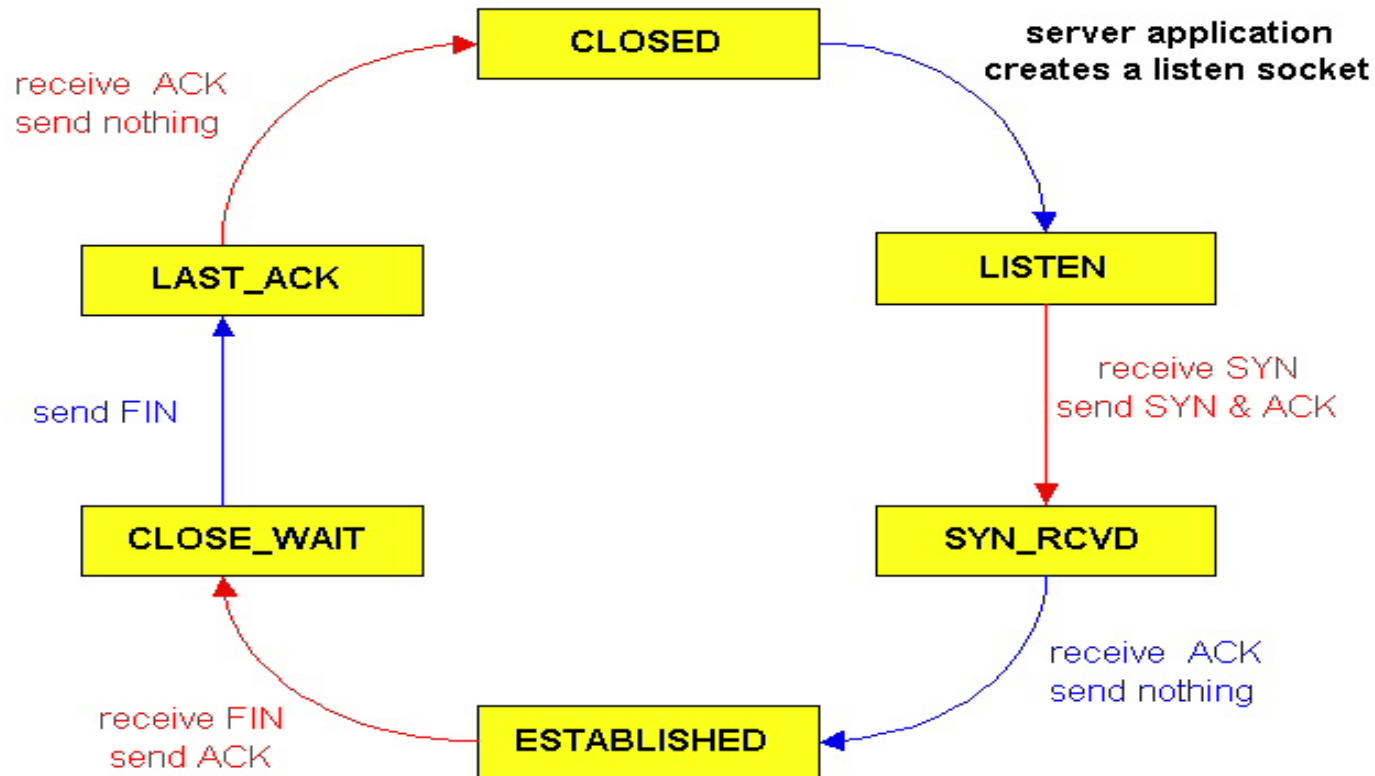 CLOSED
server application
creates a listen socket
receive ACK
send nothing
LAST_ACK
LISTEN
receive SYN
send SYN & ACK
send FIN
CLOSE_WAIT
SYN_RCVD
receive ACK
send nothing
receive FIN
send ACK
ESTABLISHED